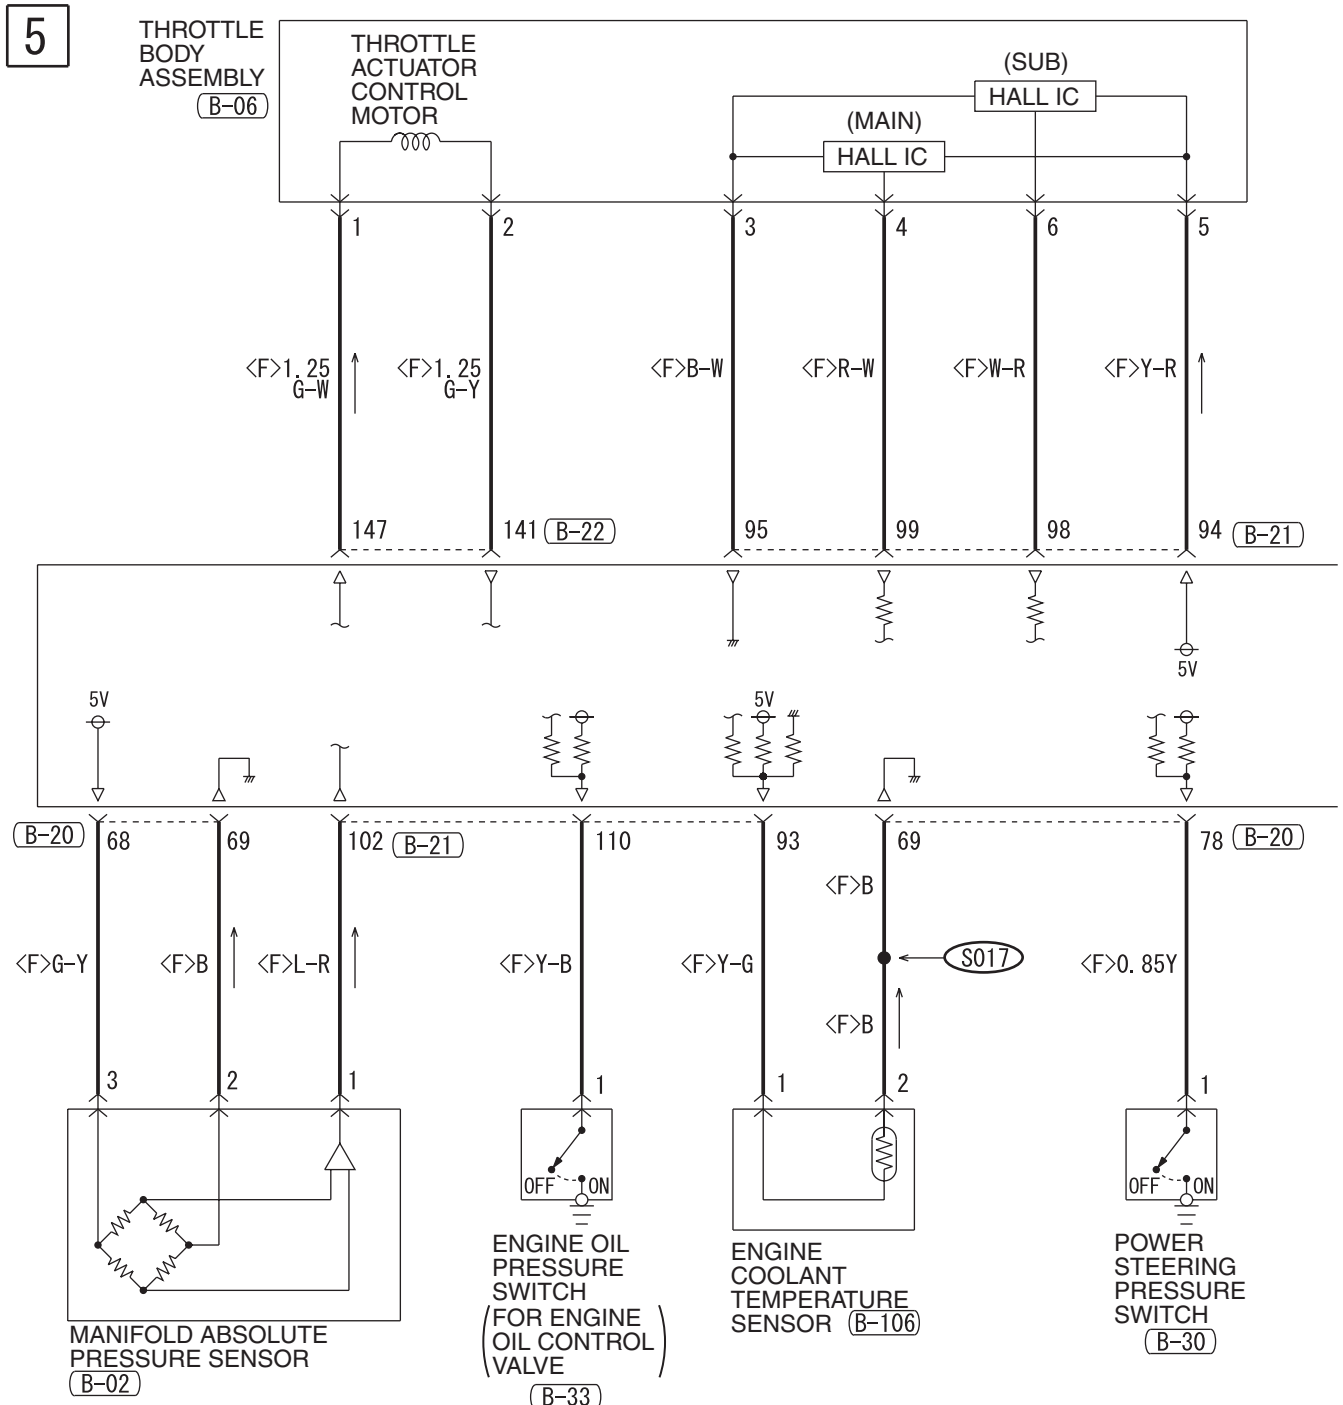 5
THROTTLE
BODY
ASSEMBLY
B-06
THROTTLE
ACTUATOR
CONTROL
MOTOR
(SUB)
HALL IC
(MAIN)
HALL IC
1
2
3
4
6
5
<F>1.25
G-W
<F>1.25
G-Y
<F>B-W
<F>R-W
<F>W-R
<F>Y-R
147
141
B-22
95
99
98
94
B-21
5V
5V
5V
B-20
68
69
102
B-21
110
93
69
78
B-20
<F>B
<F>G-Y
<F>B
<F>L-R
<F>Y-B
<F>Y-G
S017
<F>0.85Y
<F>B
3
2
1
1
1
2
1
OFF
ON
OFF
ON
MANIFOLD ABSOLUTE
PRESSURE SENSOR
B-02
ENGINE OIL
PRESSURE
SWITCH
(FOR ENGINE
OIL CONTROL
VALVE)
B-33
ENGINE
COOLANT
TEMPERATURE
SENSOR B-106
POWER
STEERING
PRESSURE
SWITCH
B-30